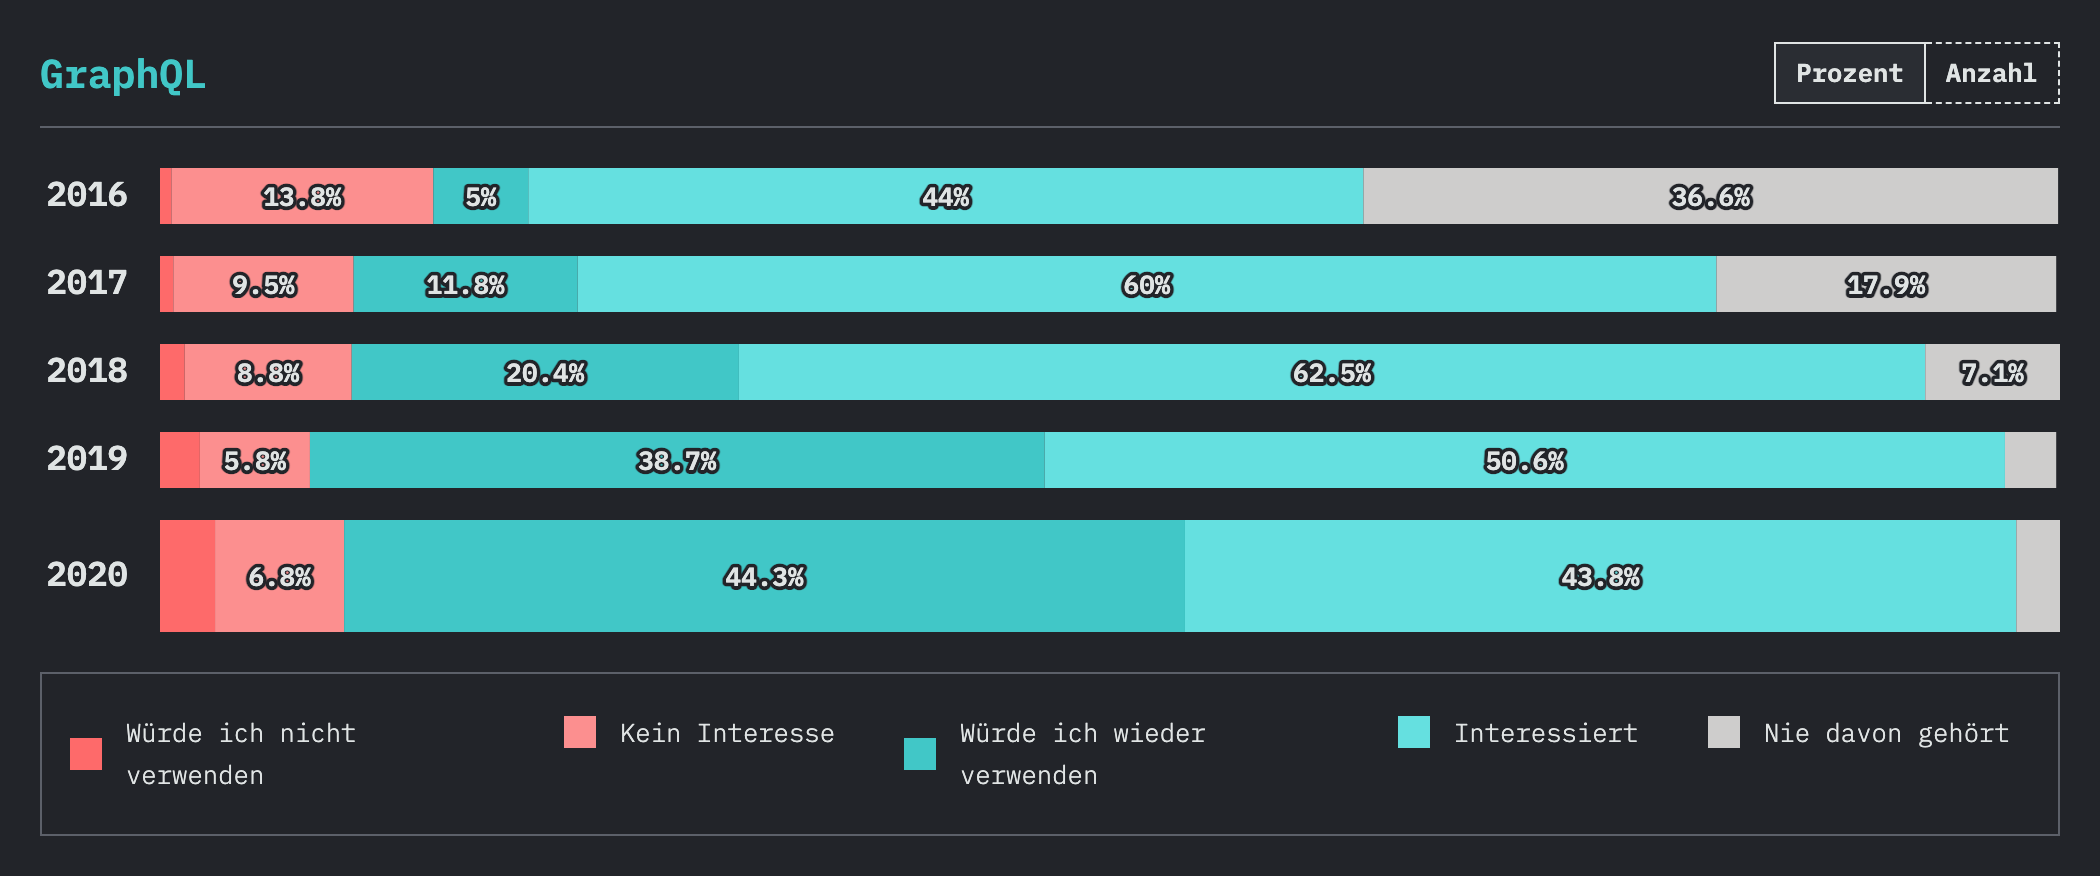 GraphQL
Prozent Anzahl
2016 13.8% 5% 44% 36.6%
2017 9.5% 11.8% 60% 17.9%
2018 8.8% 20.4% 62.5% 7.1%
2019 5.8% 38.7% 50.6%
2020 6.8% 44.3% 43.8%
Würde ich nicht
verwenden
Kein Interesse
Würde ich wieder
verwenden
Interessiert
Nie davon gehört